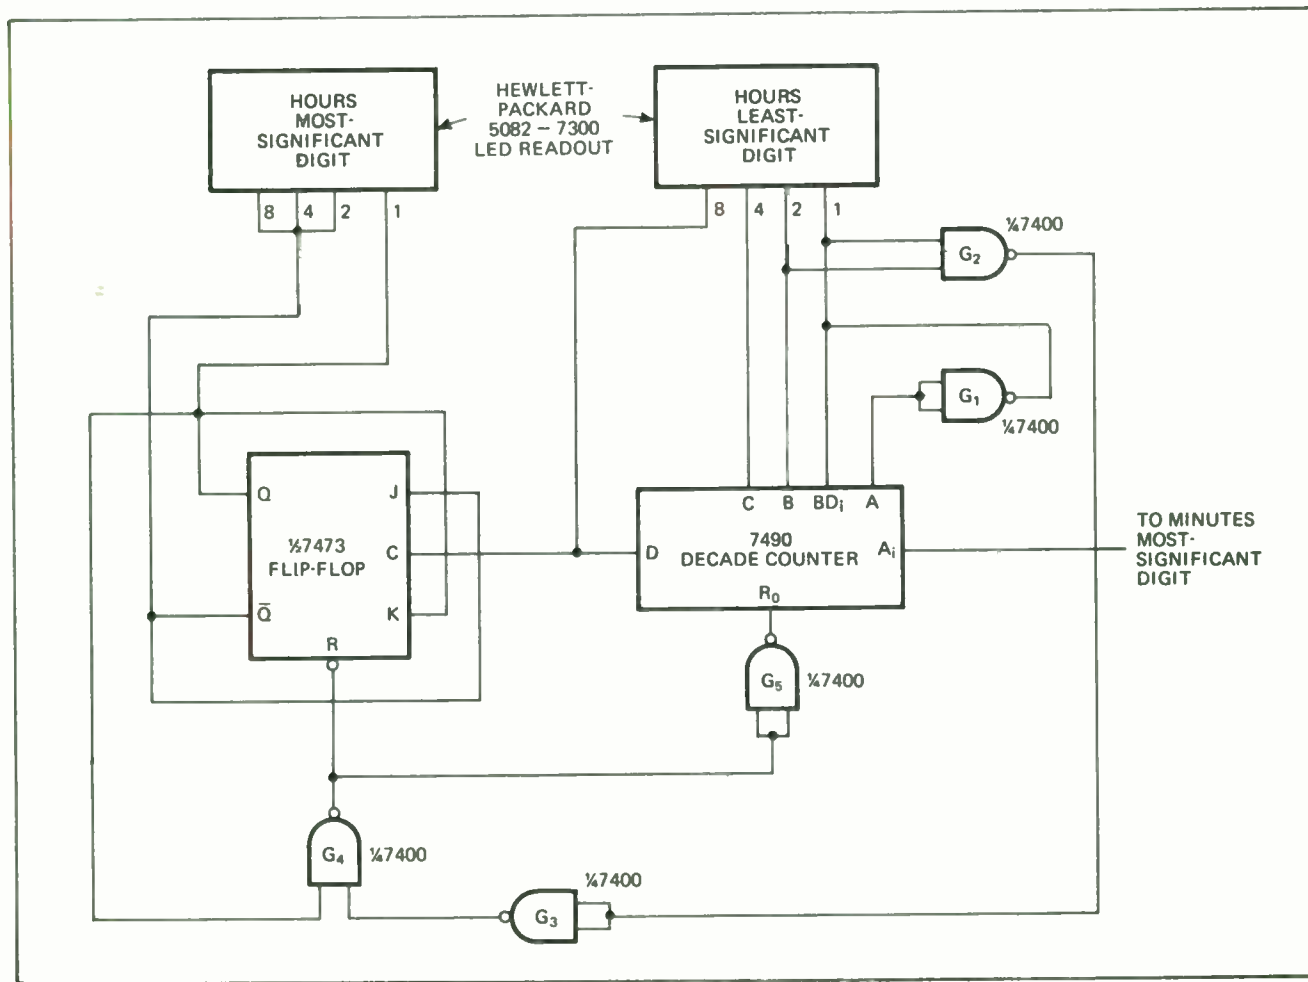 HOURS
MOST-
SIGNIFICANT
DIGIT
HEWLETT-
PACKARD
5082 – 7300
LED READOUT
HOURS
LEAST-
SIGNIFICANT
DIGIT
8 4 2 1
8 4 2 1
¼7400
G₂
G₁
¼7400
C B BDᵢ A
D
7490
DECADE COUNTER
Aᵢ
R₀
TO MINUTES
MOST-
SIGNIFICANT
DIGIT
Q
J
½7473
FLIP-FLOP
C
Q̅
K
R
G₅
¼7400
G₄
¼7400
¼7400
G₃